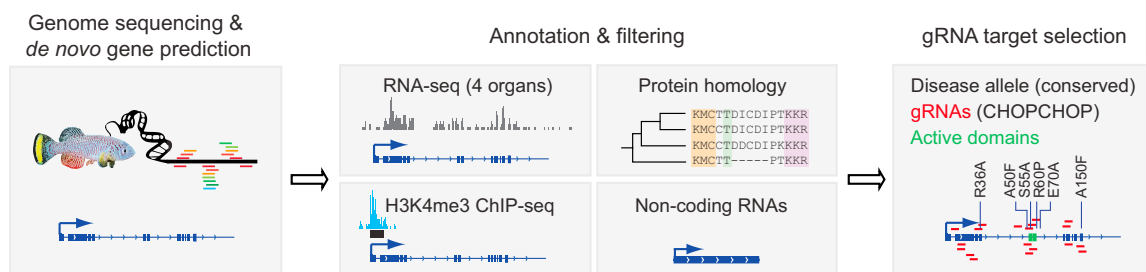 Genome sequencing &
de novo gene prediction
Annotation & filtering
RNA-seq (4 organs)
Protein homology
KMCTTDICDIPTKKR
KMCCTDICDIPTKKR
KMCCTDDCDIPKKR
KMCTT-----PTKKR
H3K4me3 ChIP-seq
Non-coding RNAs
gRNA target selection
Disease allele (conserved)
gRNAs (CHOPCHOP)
Active domains
R36A
A50F
S55A
R60P
E70A
A150F